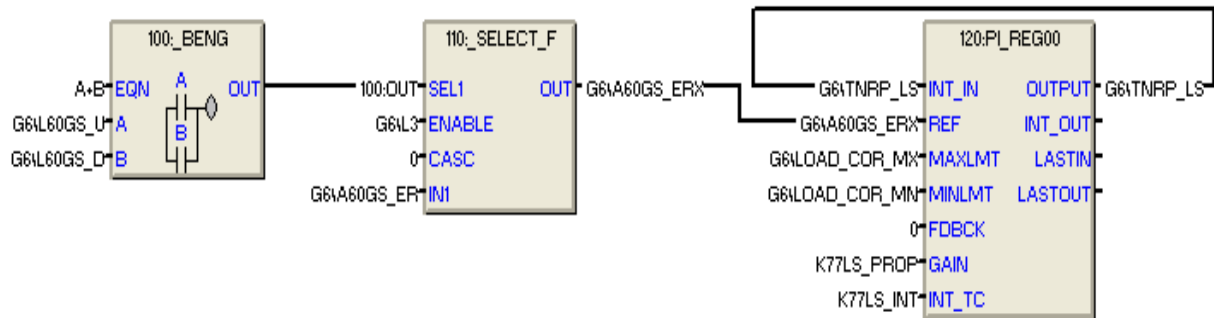 100:_BENG
A+B EQN A OUT
G6\L60GS_U A
B
G6\L60GS_D B
110:_SELECT_F
100:OUT SEL1 OUT G6\A60GS_ERX
G6\L3 ENABLE
0 CASC
G6\A60GS_ER IN1
120:PI_REG00
G6\TNRP_LS INT_IN OUTPUT G6\TNRP_LS
G6\A60GS_ERX REF INT_OUT
G6\LOAD_COR_MX MAXLMT LASTIN
G6\LOAD_COR_MN MINLMT LASTOUT
0 FDBCK
K77LS_PROP GAIN
K77LS_INT INT_TC